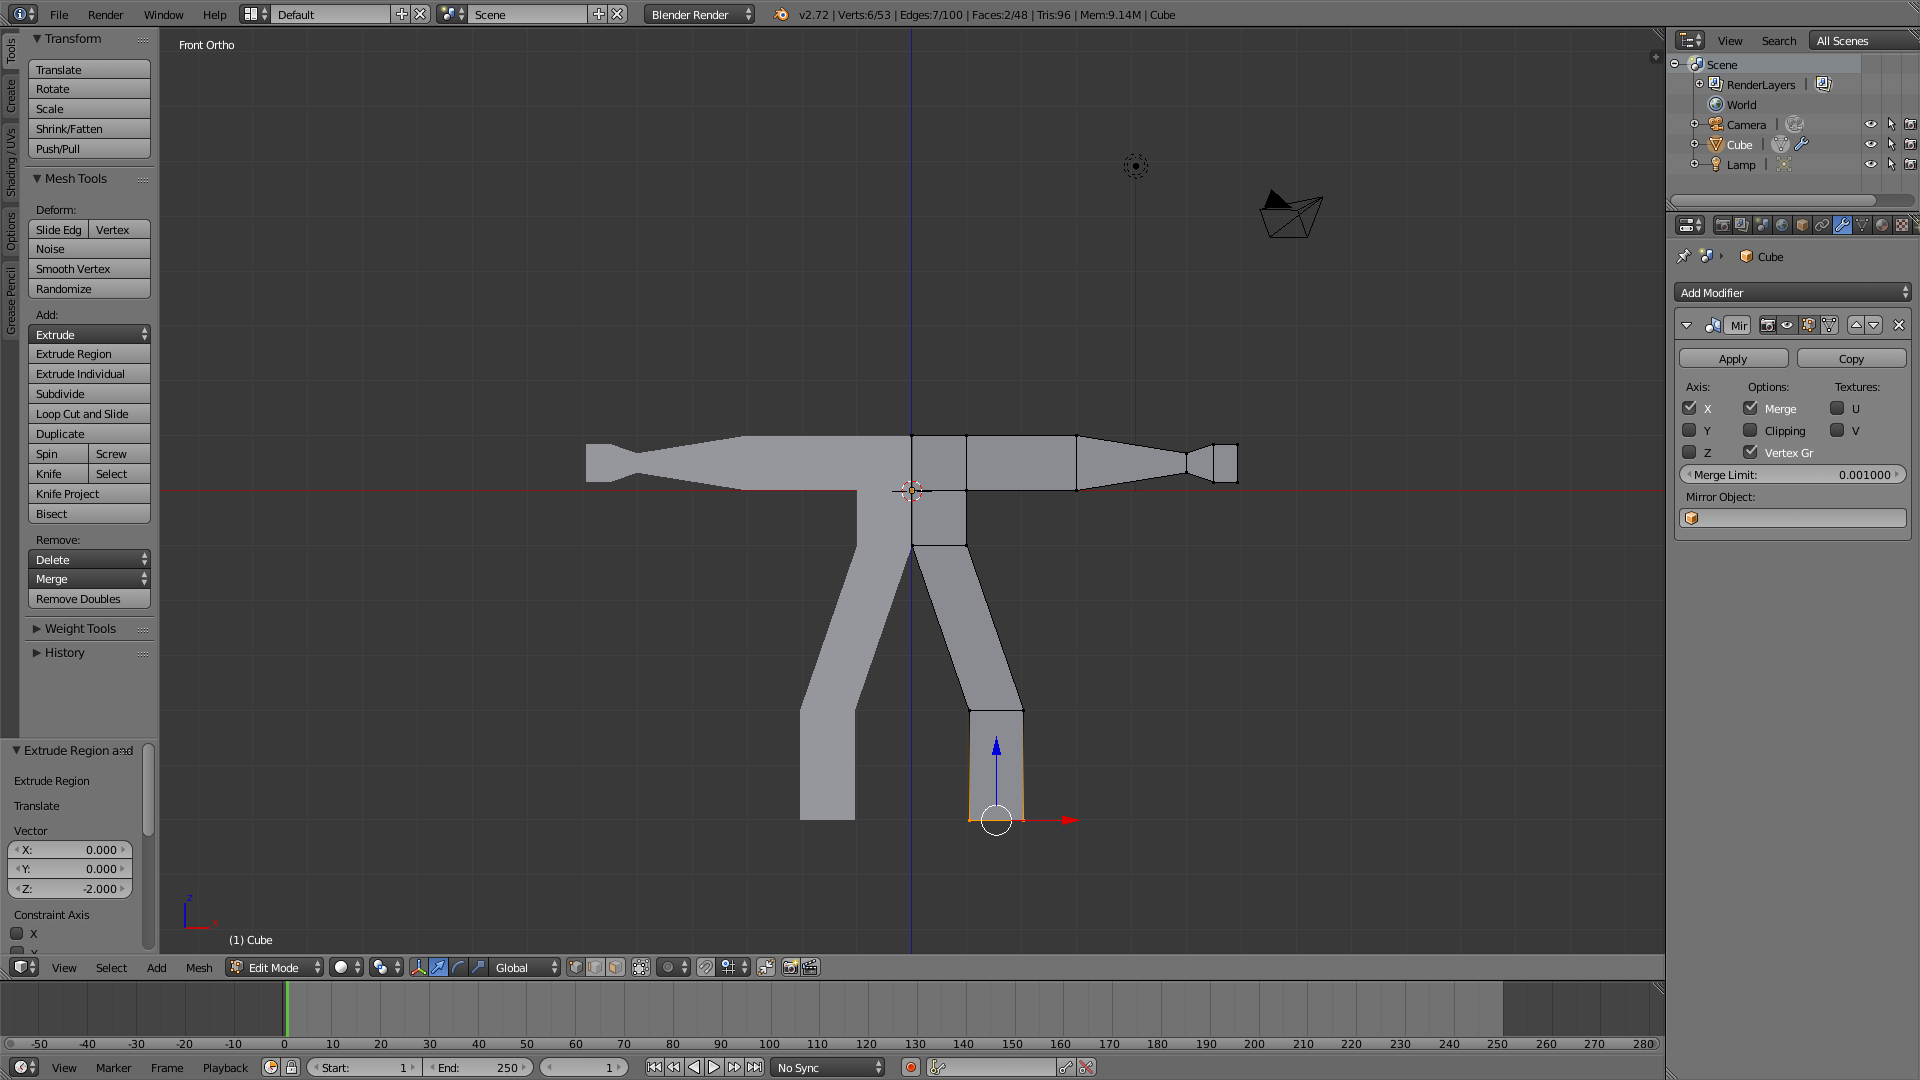 File Render Window Help Default Scene Blender Render v2.72 | Verts:6/53 | Edges:7/100 | Faces:2/48 | Tris:96 | Mem:9.14M | Cube
Tools
Create
Shading / UVs
Options
Grease Pencil
Transform
Translate
Rotate
Scale
Shrink/Fatten
Push/Pull
Mesh Tools
Deform:
Slide Edg Vertex
Noise
Smooth Vertex
Randomize
Add:
Extrude
Extrude Region
Extrude Individual
Subdivide
Loop Cut and Slide
Duplicate
Spin Screw
Knife Select
Knife Project
Bisect
Remove:
Delete
Merge
Remove Doubles
Weight Tools
History
Extrude Region and
Extrude Region
Translate
Vector
X: 0.000
Y: 0.000
Z: -2.000
Constraint Axis
X
Y
Front Ortho
z
x
(1) Cube
View Search All Scenes
Scene
RenderLayers |
World
Camera |
Cube |
Lamp |
Cube
Add Modifier
Mir
Apply Copy
Axis: Options: Textures:
X Merge U
Y Clipping V
Z Vertex Gr
Merge Limit: 0.001000
Mirror Object:
View Select Add Mesh Edit Mode Global
-50 -40 -30 -20 -10 0 10 20 30 40 50 60 70 80 90 100 110 120 130 140 150 160 170 180 190 200 210 220 230 240 250 260 270 280
View Marker Frame Playback Start: 1 End: 250 1 No Sync